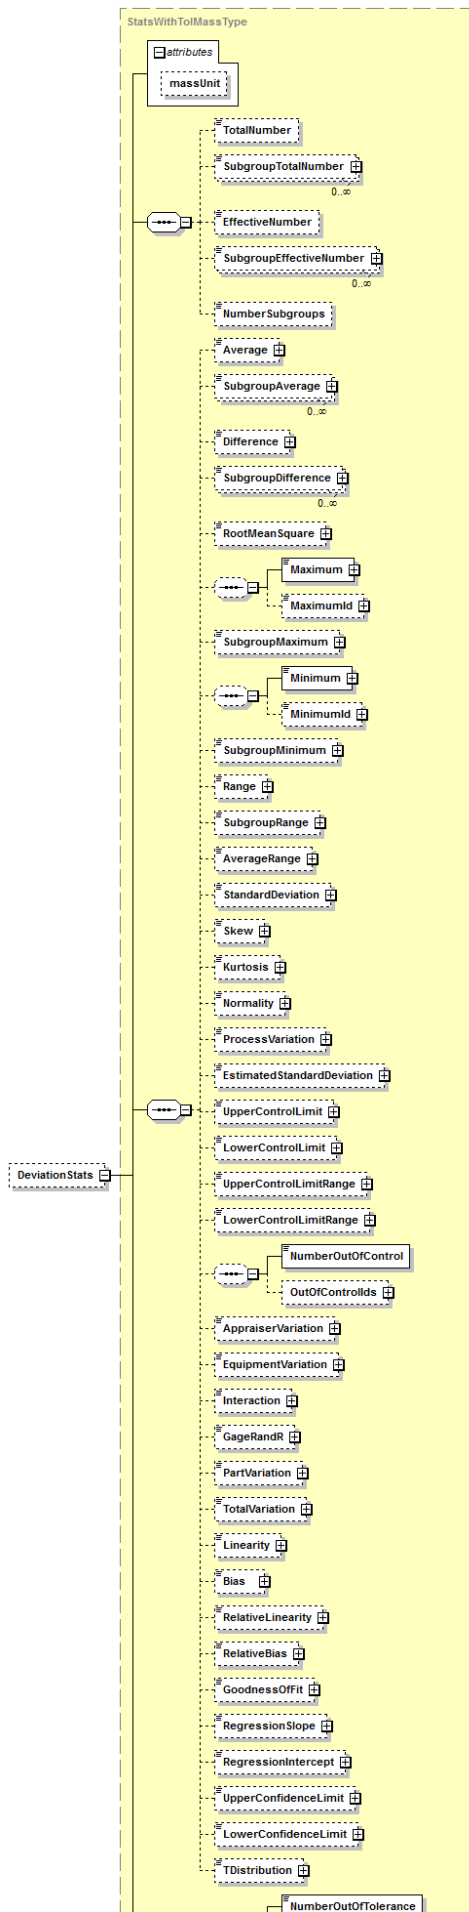 StatsWithTolMassType
attributes
massUnit
TotalNumber
SubgroupTotalNumber
0..∞
EffectiveNumber
SubgroupEffectiveNumber
0..∞
NumberSubgroups
Average
SubgroupAverage
0..∞
Difference
SubgroupDifference
0..∞
RootMeanSquare
Maximum
MaximumId
SubgroupMaximum
Minimum
MinimumId
SubgroupMinimum
Range
SubgroupRange
AverageRange
StandardDeviation
Skew
Kurtosis
Normality
ProcessVariation
EstimatedStandardDeviation
UpperControlLimit
LowerControlLimit
DeviationStats
UpperControlLimitRange
LowerControlLimitRange
NumberOutOfControl
OutOfControlIds
AppraiserVariation
EquipmentVariation
Interaction
GageRandR
PartVariation
TotalVariation
Linearity
Bias
RelativeLinearity
RelativeBias
GoodnessOfFit
RegressionSlope
RegressionIntercept
UpperConfidenceLimit
LowerConfidenceLimit
TDistribution
NumberOutOfTolerance